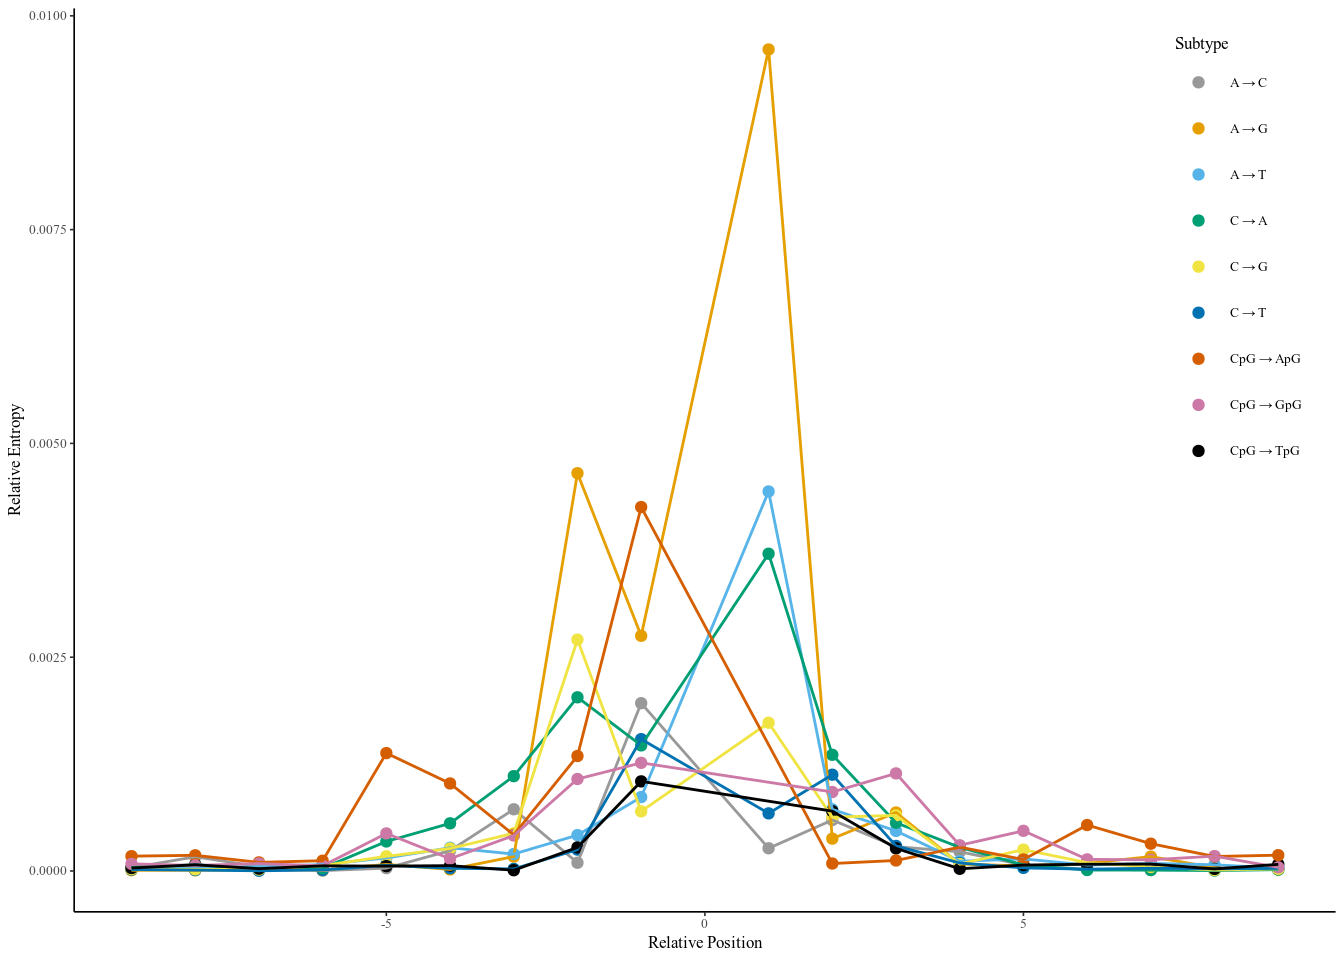 0.0100
0.0075
0.0050
0.0025
0.0000
Relative Entropy
-5
0
5
Relative Position
Subtype
A→C
A→G
A→T
C→A
C→G
C→T
CpG→ApG
CpG→GpG
CpG→TpG